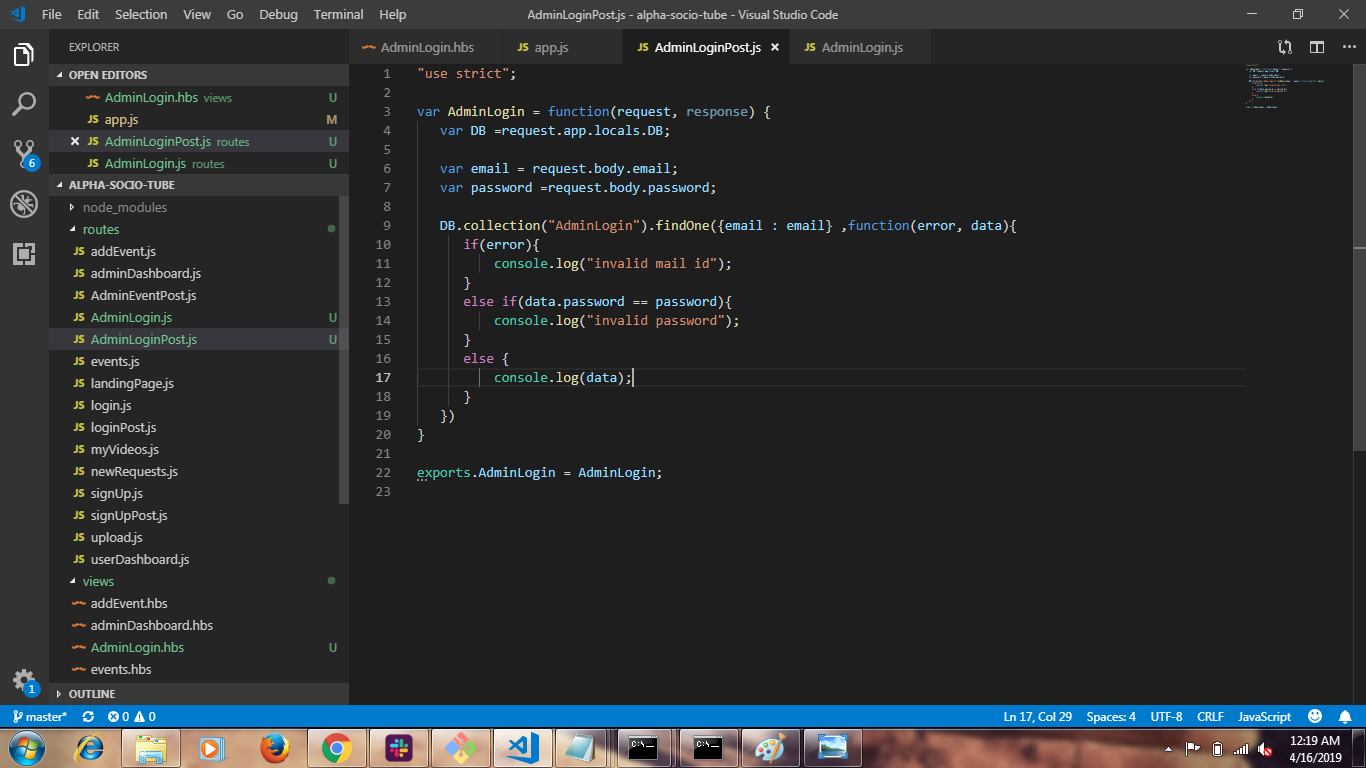 File Edit Selection View Go Debug Terminal Help
AdminLoginPost.js - alpha-socio-tube - Visual Studio Code
EXPLORER
OPEN EDITORS
AdminLogin.hbs views U
app.js M
AdminLoginPost.js routes U
AdminLogin.js routes U
ALPHA-SOCIO-TUBE
node_modules
routes
JS addEvent.js
JS adminDashboard.js
JS AdminEventPost.js
JS AdminLogin.js U
JS AdminLoginPost.js U
JS events.js
JS landingPage.js
JS login.js
JS loginPost.js
JS myVideos.js
JS newRequests.js
JS signUp.js
JS signUpPost.js
JS upload.js
JS userDashboard.js
views
addEvent.hbs
adminDashboard.hbs
AdminLogin.hbs U
events.hbs
OUTLINE
6
1
AdminLogin.hbs JS app.js JS AdminLoginPost.js JS AdminLogin.js
1 "use strict";
2
3 var AdminLogin = function(request, response) {
4 var DB =request.app.locals.DB;
5
6 var email = request.body.email;
7 var password =request.body.password;
8
9 DB.collection("AdminLogin").findOne({email : email} ,function(error, data){
10 if(error){
11 console.log("invalid mail id");
12 }
13 else if(data.password == password){
14 console.log("invalid password");
15 }
16 else {
17 console.log(data);
18 }
19 })
20 }
21
22 exports.AdminLogin = AdminLogin;
23
master* 0 0 Ln 17, Col 29 Spaces: 4 UTF-8 CRLF JavaScript
C:\_ C:\_
12:19 AM
4/16/2019